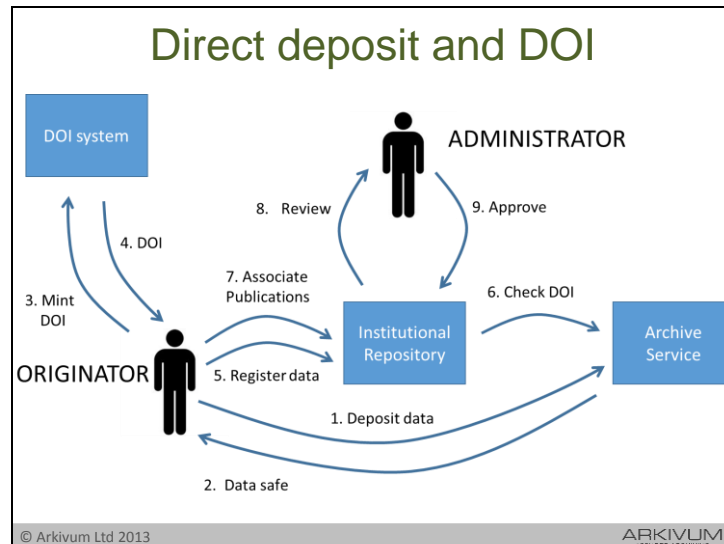 Direct deposit and DOI
DOI system
ADMINISTRATOR
8. Review
9. Approve
4. DOI
7. Associate
Publications
6. Check DOI
3. Mint
DOI
Institutional
Repository
Archive
Service
ORIGINATOR
5. Register data
1. Deposit data
2. Data safe
© Arkivum Ltd 2013
ARKIVUM